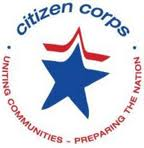 citizen corps
• UNITING COMMUNITIES – PREPARING THE NATION •